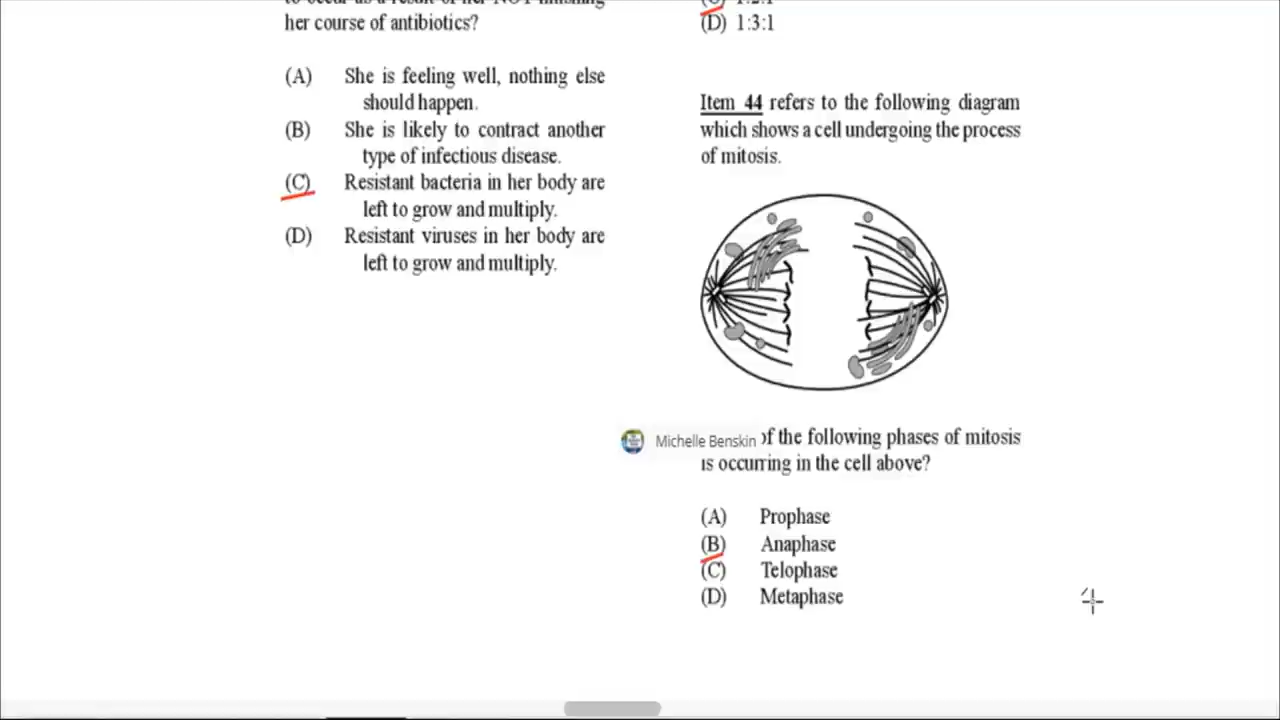 her course of antibiotics?
(A) She is feeling well, nothing else
should happen.
(B) She is likely to contract another
type of infectious disease.
(C) Resistant bacteria in her body are
left to grow and multiply.
(D) Resistant viruses in her body are
left to grow and multiply.
(D) 1:3:1
Item 44 refers to the following diagram
which shows a cell undergoing the process
of mitosis.
Michelle Benskin
of the following phases of mitosis
is occurring in the cell above?
(A) Prophase
(B) Anaphase
(C) Telophase
(D) Metaphase